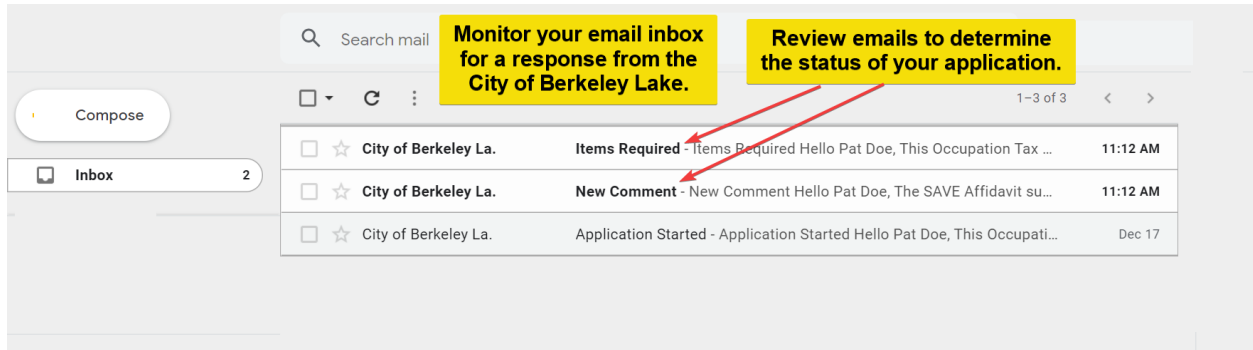 Search mail
Monitor your email inbox
for a response from the
City of Berkeley Lake.
Review emails to determine
the status of your application.
1–3 of 3
Compose
Inbox 2
City of Berkeley La. Items Required - Items Required Hello Pat Doe, This Occupation Tax ... 11:12 AM
City of Berkeley La. New Comment - New Comment Hello Pat Doe, The SAVE Affidavit su... 11:12 AM
City of Berkeley La. Application Started - Application Started Hello Pat Doe, This Occupati... Dec 17